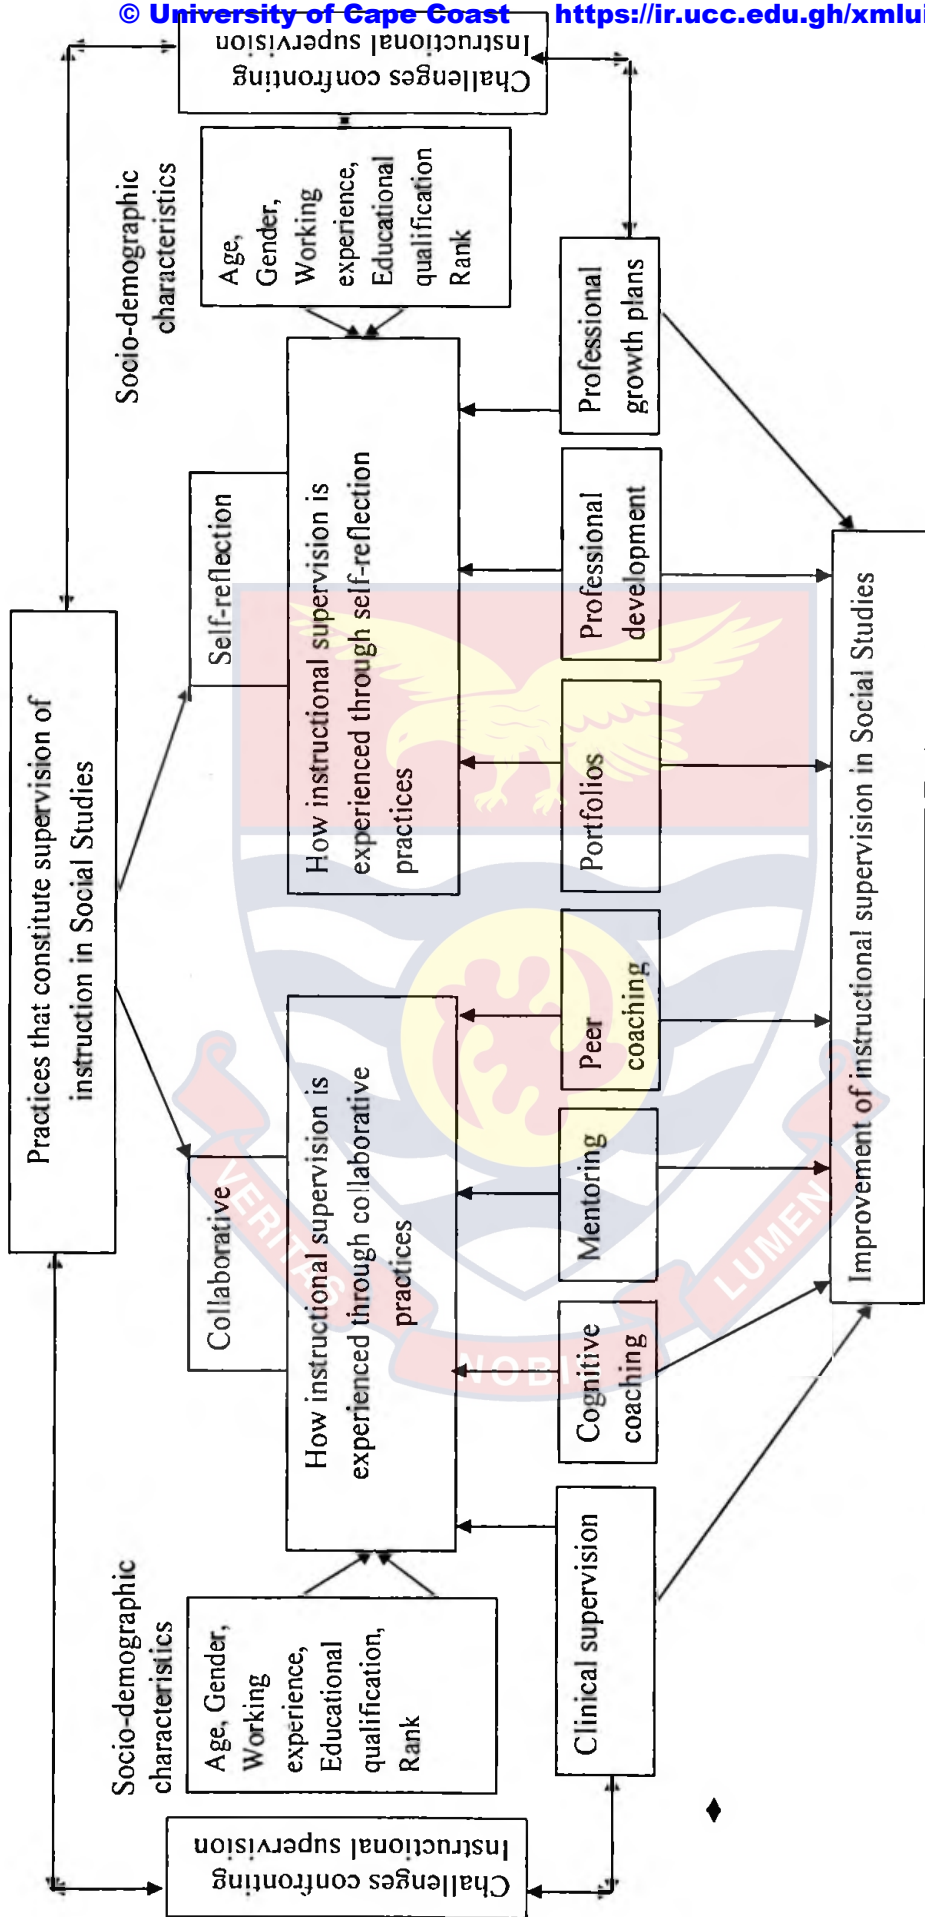 © University of Cape Coast https://ir.ucc.edu.gh/xmlui
Practices that constitute supervision of
instruction in Social Studies
Socio-demographic
characteristics
Collaborative
Self-reflection
Socio-demographic
characteristics
Challenges confronting
Instructional supervision
Age, Gender,
Working
experience,
Educational
qualification,
Rank
How instructional supervision is
experienced through collaborative
practices
How instructional supervision is
experienced through self-reflection
practices
Age,
Gender,
Working
experience,
Educational
qualification
Rank
Challenges confronting
Instructional supervision
Clinical supervision
Cognitive
coaching
Mentoring
Peer
coaching
Portfolios
Professional
development
Professional
growth plans
Improvement of instructional supervision in Social Studies
VERITAS
NOBIS
LUMEN